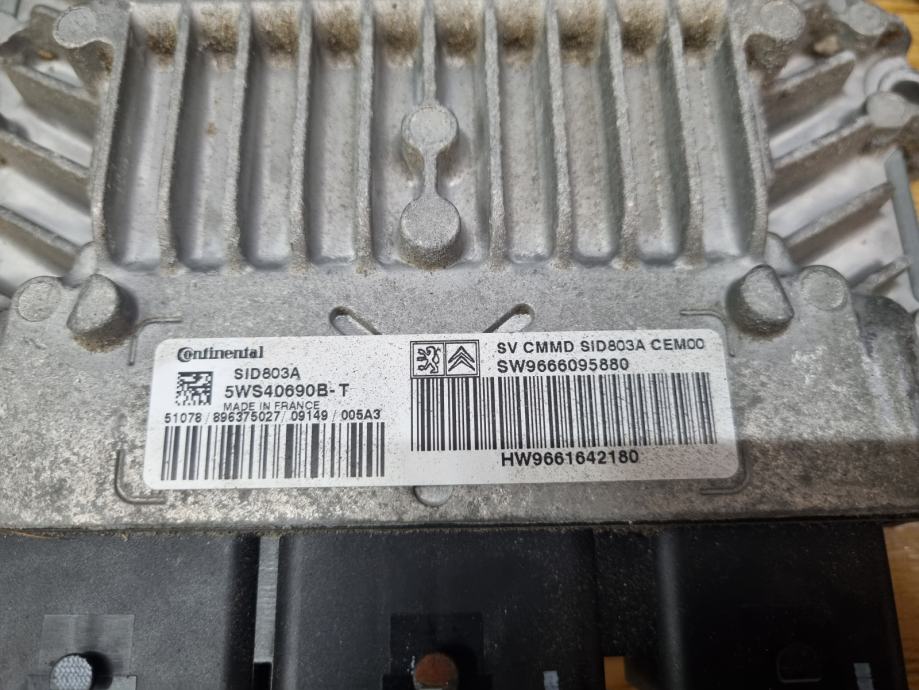 Continental
SID803A
5WS40690B-T
MADE IN FRANCE
51078 / 896375027 / 09149 / 005A3
SV CMMD SID803A CEM00
SW9666095880
HW9661642180